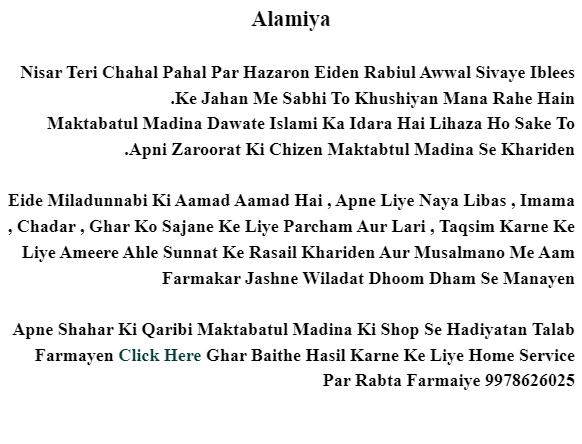 Alamiya
Nisar Teri Chahal Pahal Par Hazaron Eiden Rabiul Awwal Sivaye Iblees
.Ke Jahan Me Sabhi To Khushiyan Mana Rahe Hain
Maktabatul Madina Dawate Islami Ka Idara Hai Lihaza Ho Sake To
.Apni Zaroorat Ki Chizen Maktabtul Madina Se Khariden
Eide Miladunnabi Ki Aamad Aamad Hai , Apne Liye Naya Libas , Imama
, Chadar , Ghar Ko Sajane Ke Liye Parcham Aur Lari , Taqsim Karne Ke
Liye Ameere Ahle Sunnat Ke Rasail Khariden Aur Musalmano Me Aam
Farmakar Jashne Wiladat Dhoom Dham Se Manayen
Apne Shahar Ki Qaribi Maktabatul Madina Ki Shop Se Hadiyatan Talab
Farmayen Click Here Ghar Baithe Hasil Karne Ke Liye Home Service
Par Rabta Farmaiye 9978626025